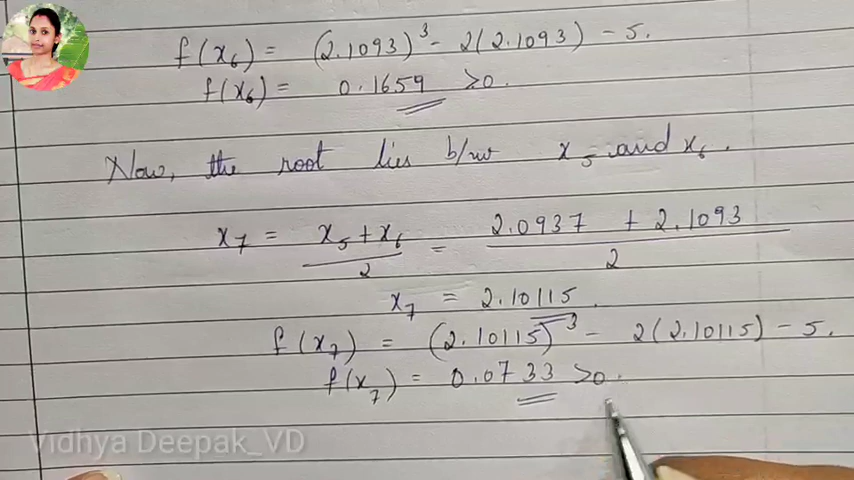 f(x₆) = (2.1093)³ - 2(2.1093) - 5.
f(x₆) = 0.1659 >0.
Now, the root lies b/w x₅ and x₆.
x₇ = x₅+x₆ / 2 = 2.0937 + 2.1093 / 2
x₇ = 2.10115.
f(x₇) = (2.10115)³ - 2(2.10115) - 5.
f(x₇) = 0.0733 >0.
Vidhya Deepak_VD